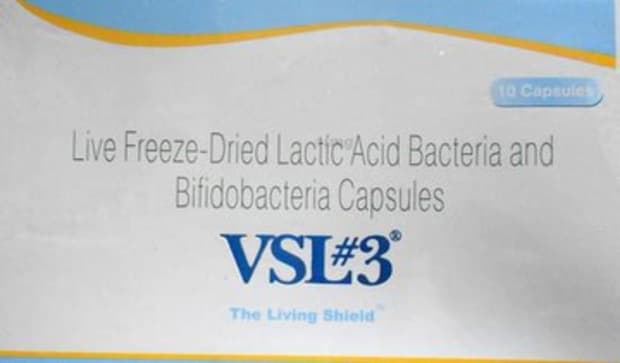 10 Capsules
Live Freeze-Dried Lactic Acid Bacteria and
Bifidobacteria Capsules
VSL#3®
The Living Shield